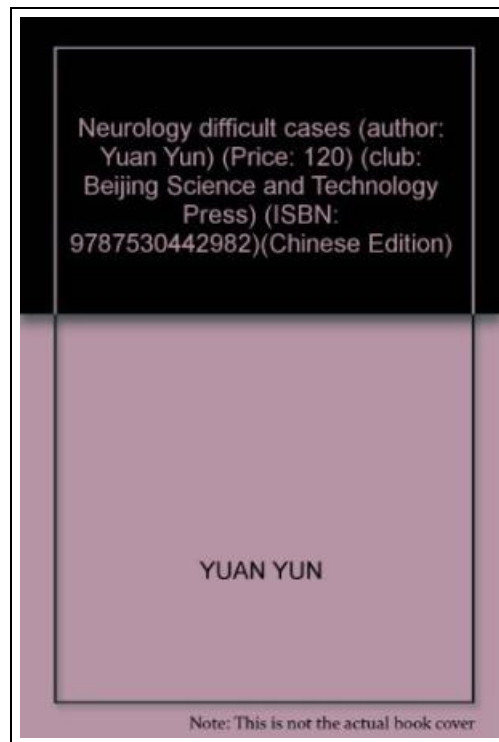 Neurology difficult cases (author:
Yuan Yun) (Price: 120) (club:
Beijing Science and Technology
Press) (ISBN:
9787530442982)(Chinese Edition)
YUAN YUN
Note: This is not the actual book cover